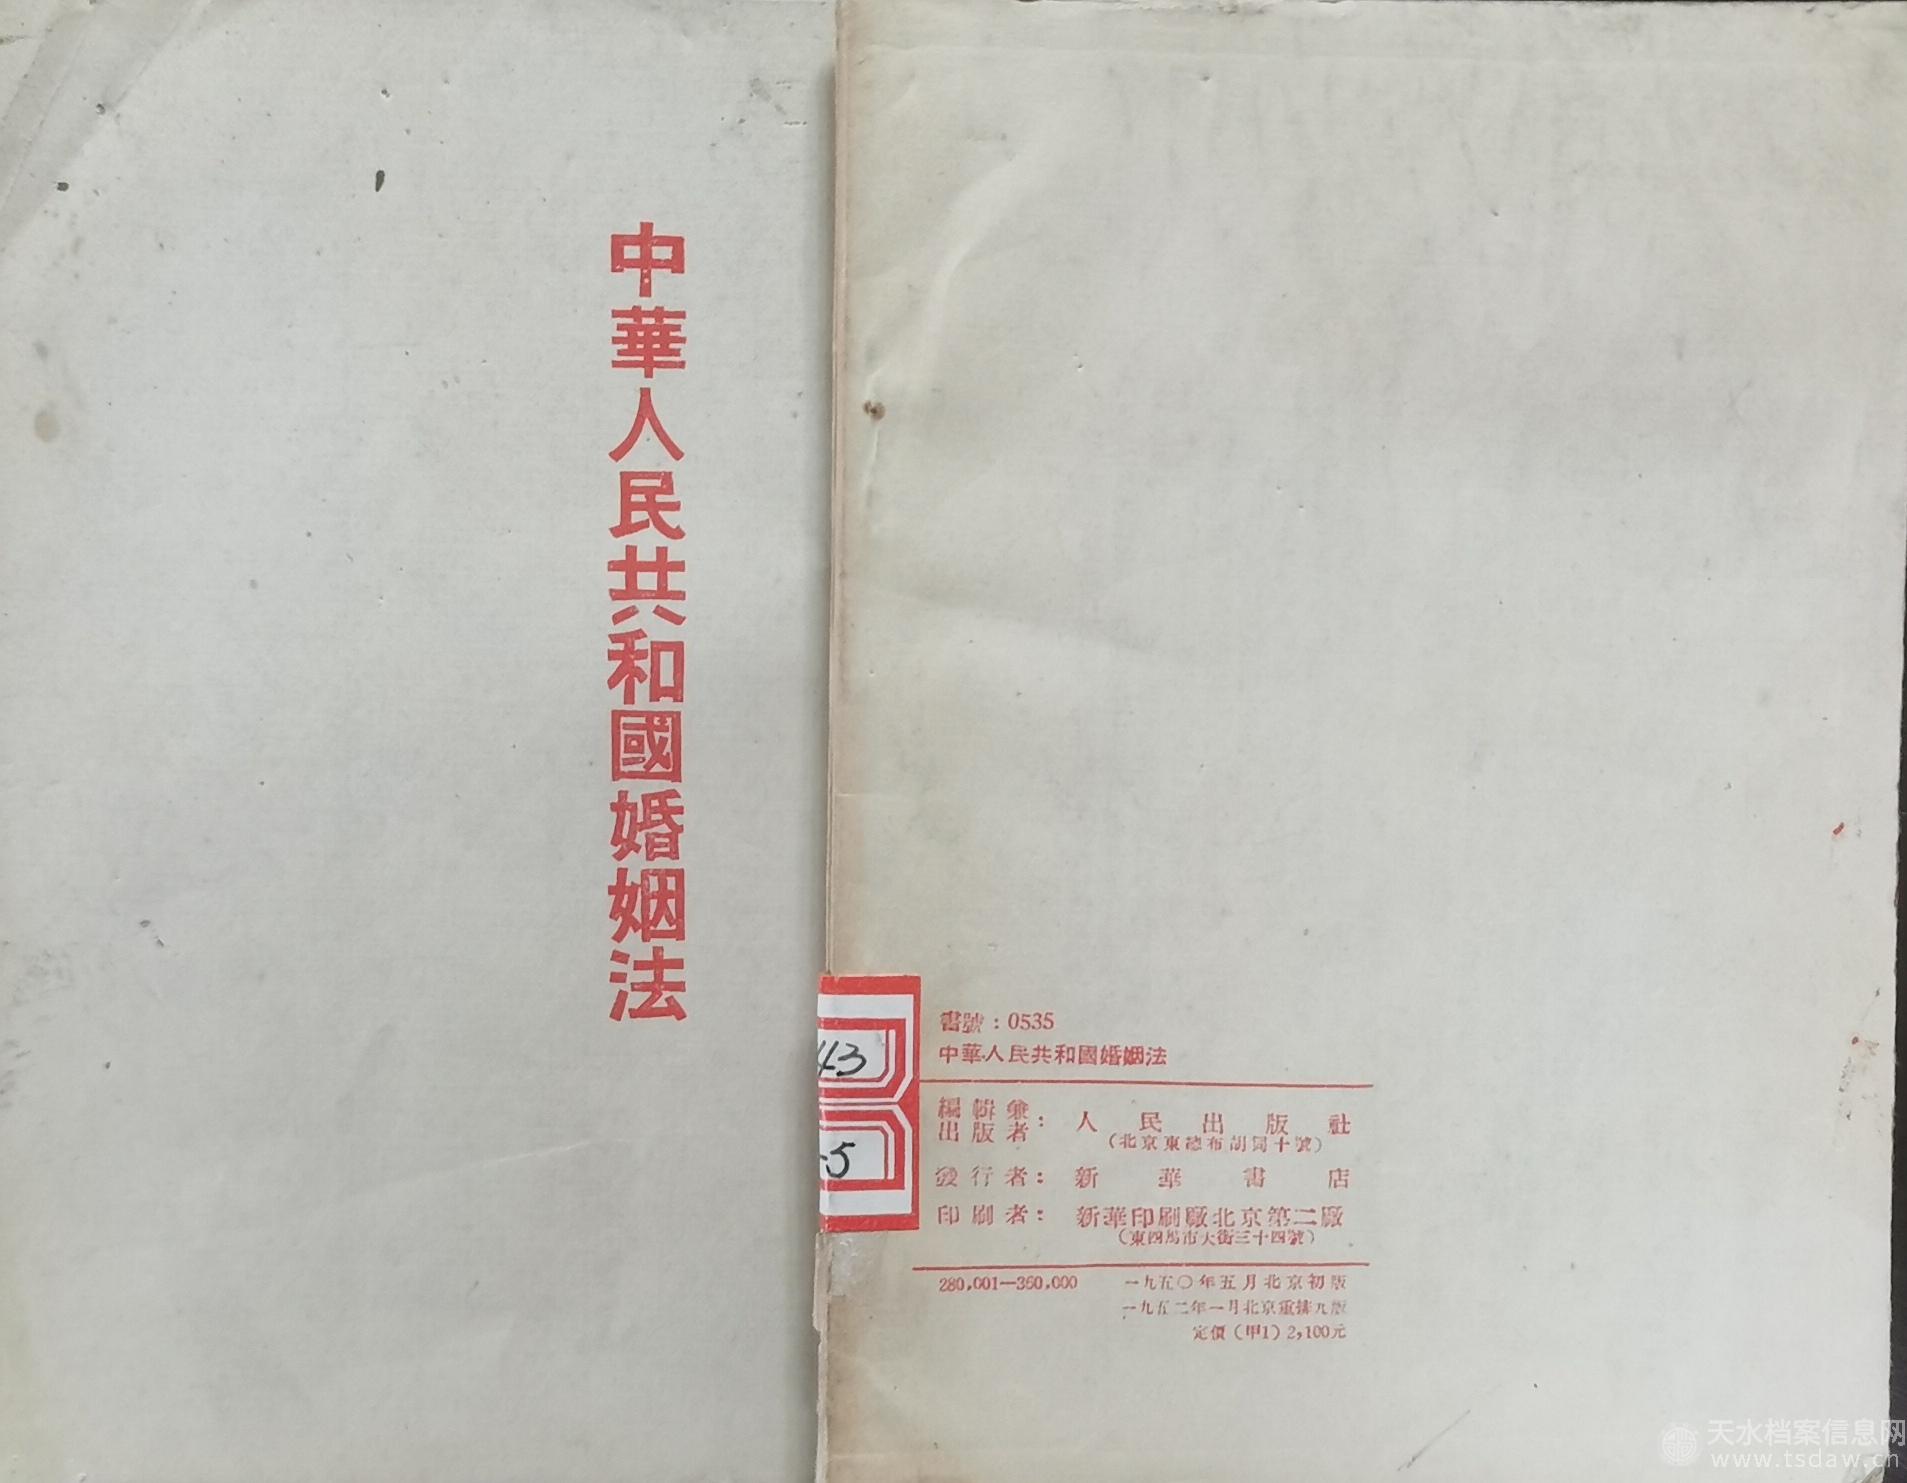 中華人民共和國婚姻法
43
-5
書號：0535
中華人民共和國婚姻法
編輯兼
出版者：人民出版社
（北京東總布胡同十號）
發行者：新華書店
印刷者：新華印刷廠北京第二廠
（東四馬市大街三十四號）
280,001—360,000 一九五〇年五月北京初版
一九五二年一月北京重排九版
定價（甲1）2,100元
天水档案信息网
www.tsdaw.cn